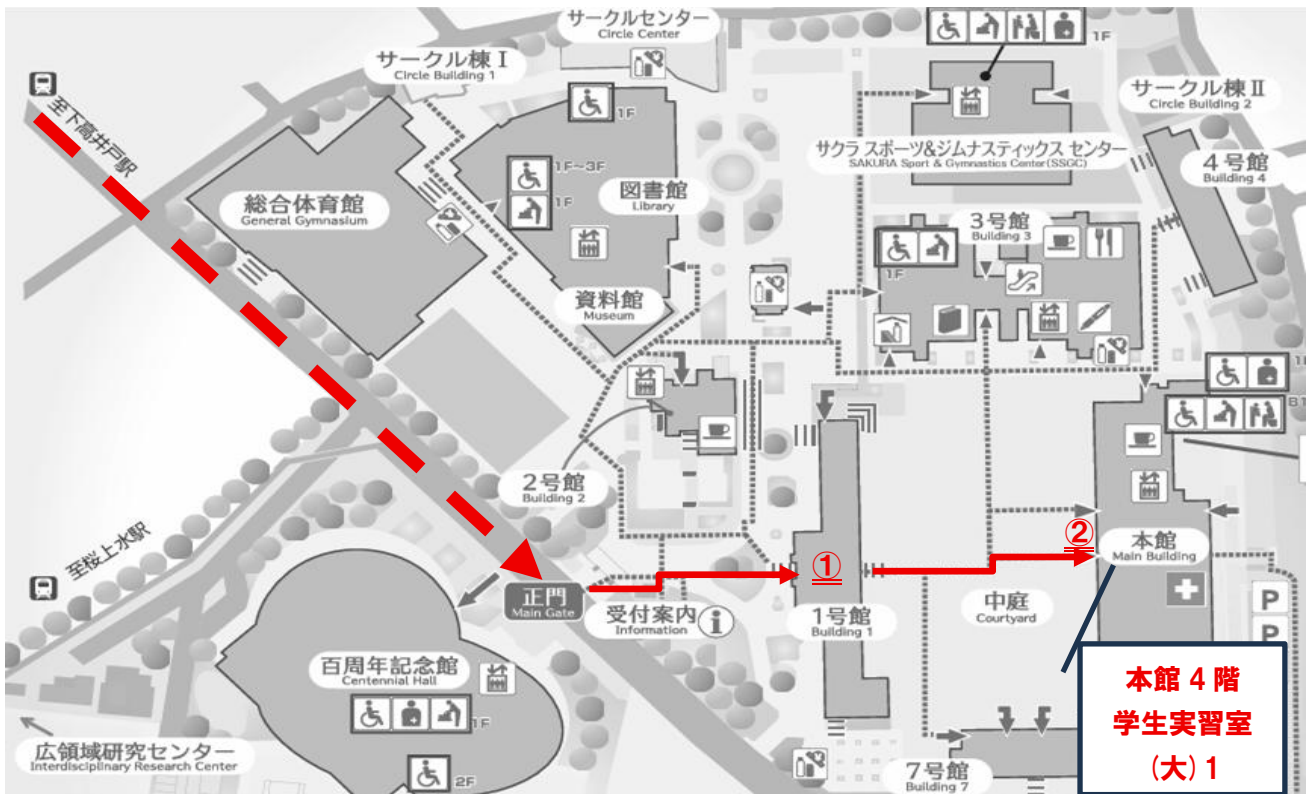 サークルセンター
Circle Center
サークル棟Ⅰ
Circle Building 1
1F
サークル棟Ⅱ
Circle Building 2
至下高井戸駅
1F
サクラ スポーツ&ジムナスティックス センター
SAKURA Sport & Gymnastics Center(SSGC)
4号館
Building 4
1F~3F
1F
総合体育館
General Gymnasium
図書館
Library
3号館
Building 3
1F
資料館
Museum
B1
2号館
Building 2
至桜上水駅
①
②
本館
Main Building
正門
Main Gate
受付案内
Information
i
1号館
Building 1
中庭
Courtyard
P
P
百周年記念館
Centennial Hall
1F
本館 4 階
学生実習室
(大) 1
広領域研究センター
Interdisciplinary Research Center
2F
7号館
Building 7